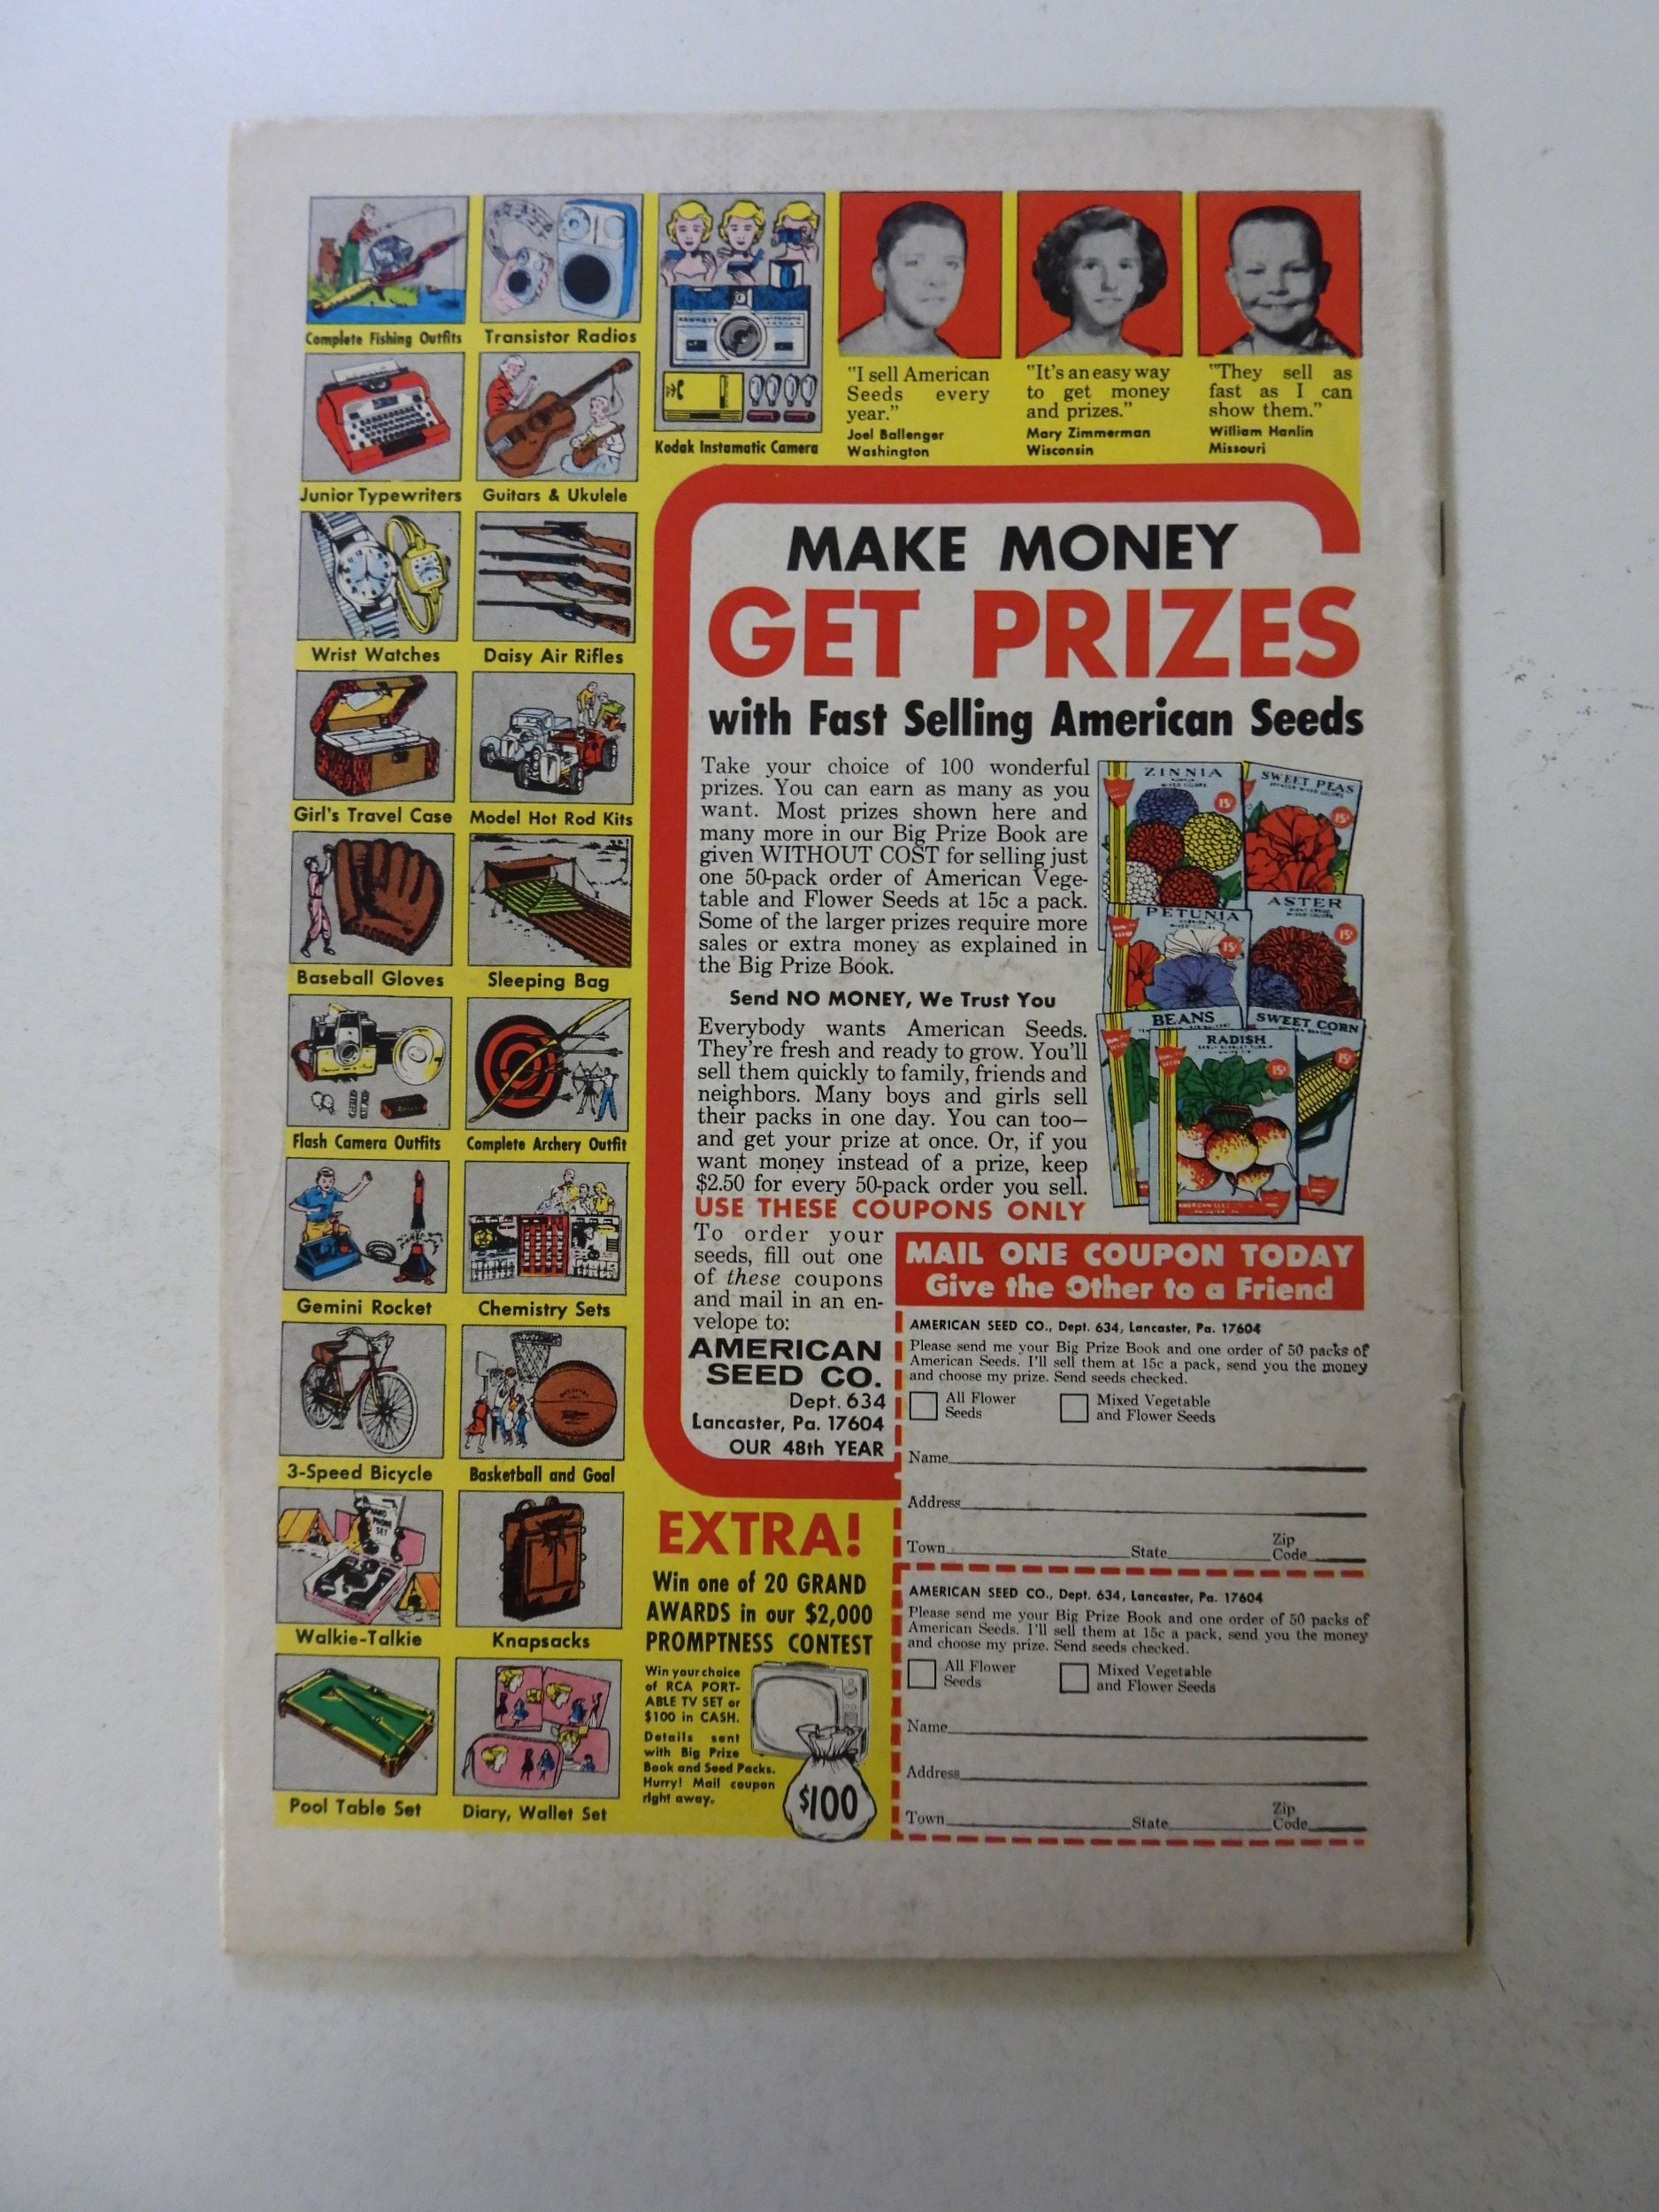 Complete Fishing Outfits
Transistor Radios
Kodak Instamatic Camera
Junior Typewriters
Guitars & Ukulele
Wrist Watches
Daisy Air Rifles
Girl's Travel Case
Model Hot Rod Kits
Baseball Gloves
Sleeping Bag
Flash Camera Outfits
Complete Archery Outfit
Gemini Rocket
Chemistry Sets
3-Speed Bicycle
Basketball and Goal
Walkie-Talkie
Knapsacks
Pool Table Set
Diary, Wallet Set
"I sell American
Seeds every
year."
Joel Ballenger
Washington
"It's an easy way
to get money
and prizes."
Mary Zimmerman
Wisconsin
"They sell as
fast as I can
show them."
William Hanlin
Missouri
MAKE MONEY
GET PRIZES
with Fast Selling American Seeds
Take your choice of 100 wonderful
prizes. You can earn as many as you
want. Most prizes shown here and
many more in our Big Prize Book are
given WITHOUT COST for selling just
one 50-pack order of American Vege-
table and Flower Seeds at 15c a pack.
Some of the larger prizes require more
sales or extra money as explained in
the Big Prize Book.
Send NO MONEY, We Trust You
Everybody wants American Seeds.
They're fresh and ready to grow. You'll
sell them quickly to family, friends and
neighbors. Many boys and girls sell
their packs in one day. You can too—
and get your prize at once. Or, if you
want money instead of a prize, keep
$2.50 for every 50-pack order you sell.
USE THESE COUPONS ONLY
To order your
seeds, fill out one
of these coupons
and mail in an en-
velope to:
AMERICAN
SEED CO.
Dept. 634
Lancaster, Pa. 17604
OUR 48th YEAR
ZINNIA
15¢
SWEET PEAS
15¢
PETUNIA
15¢
ASTER
15¢
BEANS
SWEET CORN
15¢
RADISH
15¢
MAIL ONE COUPON TODAY
Give the Other to a Friend
AMERICAN SEED CO., Dept. 634, Lancaster, Pa. 17604
Please send me your Big Prize Book and one order of 50 packs of
American Seeds. I'll sell them at 15c a pack, send you the money
and choose my prize. Send seeds checked.
All Flower
Seeds
Mixed Vegetable
and Flower Seeds
Name
Address
Town State Zip
Code
AMERICAN SEED CO., Dept. 634, Lancaster, Pa. 17604
Please send me your Big Prize Book and one order of 50 packs of
American Seeds. I'll sell them at 15c a pack, send you the money
and choose my prize. Send seeds checked.
All Flower
Seeds
Mixed Vegetable
and Flower Seeds
Name
Address
Town State Zip
Code
EXTRA!
Win one of 20 GRAND
AWARDS in our $2,000
PROMPTNESS CONTEST
Win your choice
of RCA PORT-
ABLE TV SET or
$100 in CASH.
Details sent
with Big Prize
Book and Seed Packs.
Hurry! Mail coupon
right away.
$100